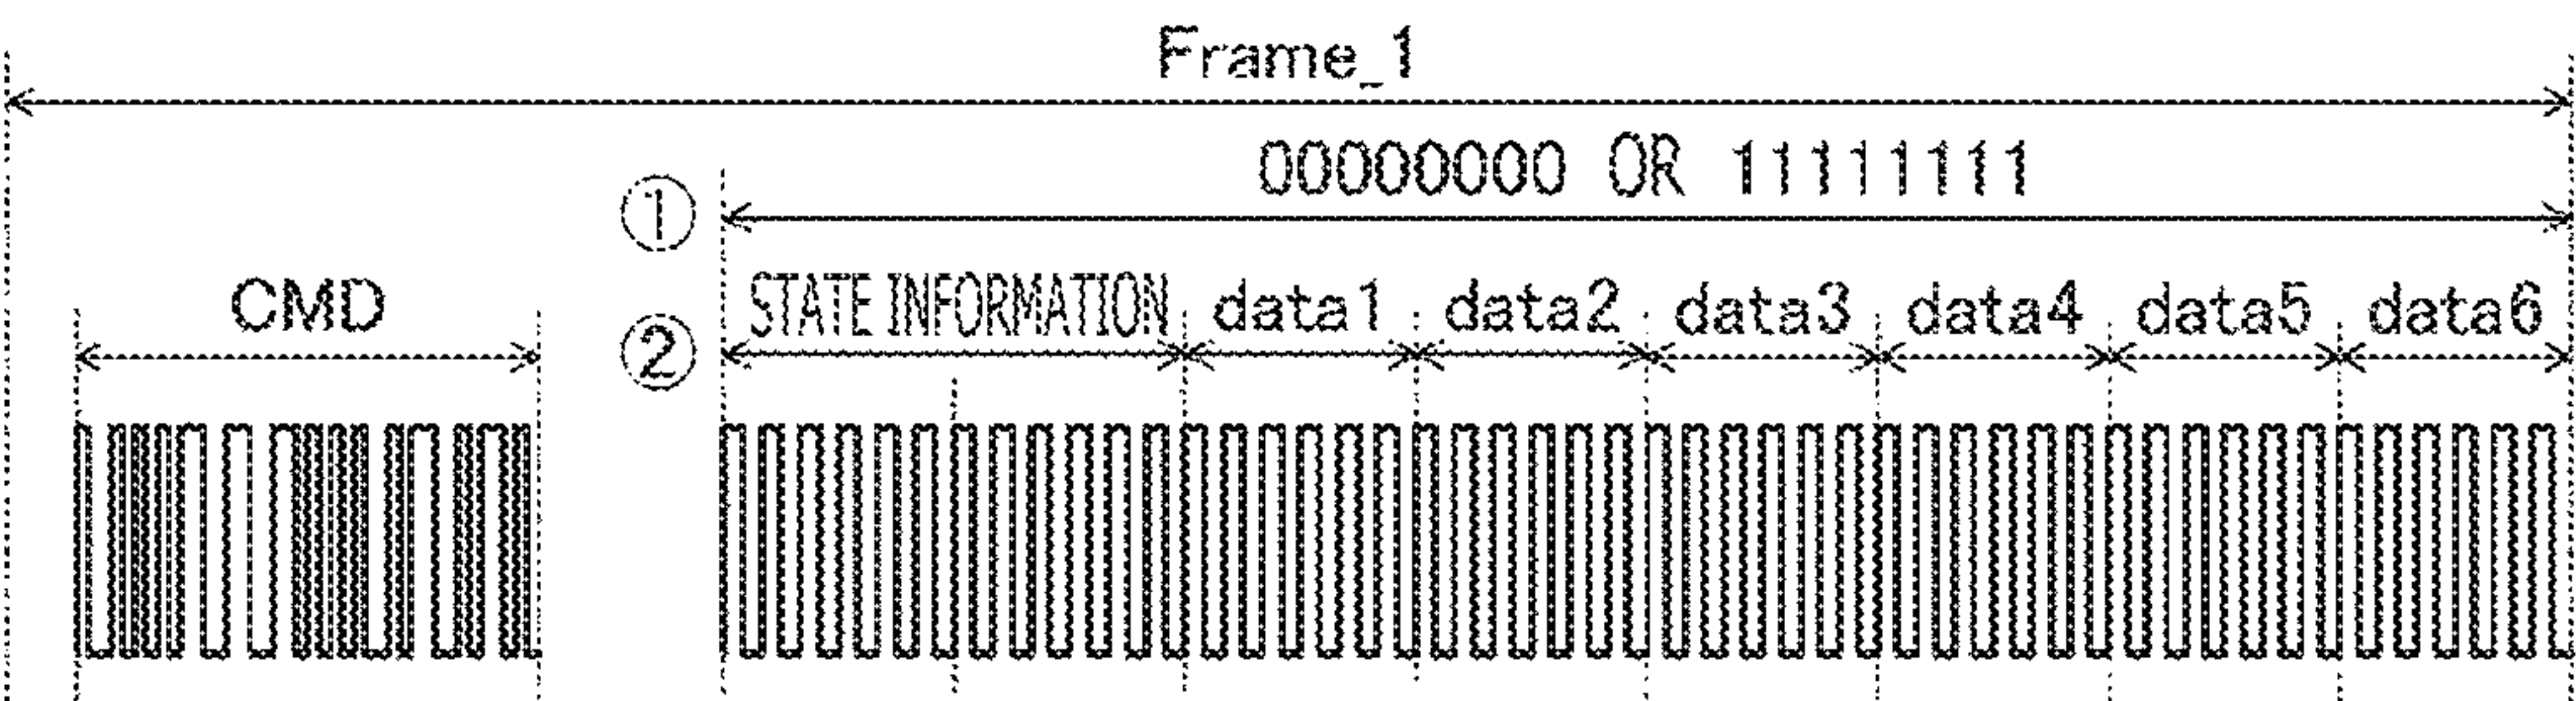 Frame_1
① 00000000 OR 11111111
CMD ② STATE INFORMATION data1 data2 data3 data4 data5 data6